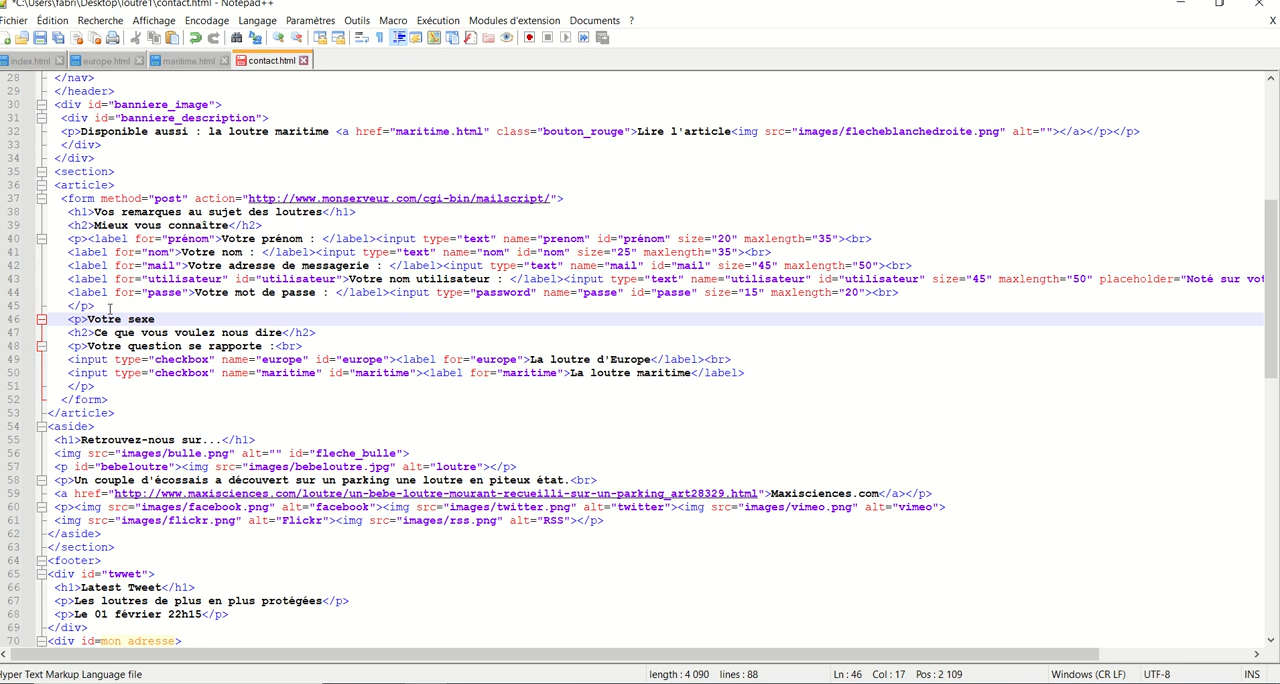 *C:\Users\fabri\Desktop\loutre1\contact.html - Notepad++
Fichier Édition Recherche Affichage Encodage Langage Paramètres Outils Macro Exécution Modules d'extension Documents ? X
index.html europe.html maritime.html contact.html
28 </nav>
29 </header>
30 <div id="banniere_image">
31 <div id="banniere_description">
32 <p>Disponible aussi : la loutre maritime <a href="maritime.html" class="bouton_rouge">Lire l'article<img src="images/flecheblanchedroite.png" alt=""></a></p></p>
33 </div>
34 </div>
35 <section>
36 <article>
37 <form method="post" action="http://www.monserveur.com/cgi-bin/mailscript/">
38 <h1>Vos remarques au sujet des loutres</h1>
39 <h2>Mieux vous connaître</h2>
40 <p><label for="prénom">Votre prénom : </label><input type="text" name="prenom" id="prénom" size="20" maxlength="35"><br>
41 <label for="nom">Votre nom : </label><input type="text" name="nom" id="nom" size="25" maxlength="35"><br>
42 <label for="mail">Votre adresse de messagerie : </label><input type="text" name="mail" id="mail" size="45" maxlength="50"><br>
43 <label for="utilisateur" id="utilisateur">Votre nom utilisateur : </label><input type="text" name="utilisateur" id="utilisateur" size="45" maxlength="50" placeholder="Noté sur vot
44 <label for="passe">Votre mot de passe : </label><input type="password" name="passe" id="passe" size="15" maxlength="20"><br>
45 </p>
46 <p>Votre sexe
47 <h2>Ce que vous voulez nous dire</h2>
48 <p>Votre question se rapporte :<br>
49 <input type="checkbox" name="europe" id="europe"><label for="europe">La loutre d'Europe</label><br>
50 <input type="checkbox" name="maritime" id="maritime"><label for="maritime">La loutre maritime</label>
51 </p>
52 </form>
53 </article>
54 <aside>
55 <h1>Retrouvez-nous sur...</h1>
56 <img src="images/bulle.png" alt="" id="fleche_bulle">
57 <p id="bebeloutre"><img src="images/bebeloutre.jpg" alt="loutre"></p>
58 <p>Un couple d'écossais a découvert sur un parking une loutre en piteux état.<br>
59 <a href="http://www.maxisciences.com/loutre/un-bebe-loutre-mourant-recueilli-sur-un-parking_art28329.html">Maxisciences.com</a></p>
60 <p><img src="images/facebook.png" alt="facebook"><img src="images/twitter.png" alt="twitter"><img src="images/vimeo.png" alt="vimeo">
61 <img src="images/flickr.png" alt="Flickr"><img src="images/rss.png" alt="RSS"></p>
62 </aside>
63 </section>
64 <footer>
65 <div id="twwet">
66 <h1>Latest Tweet</h1>
67 <p>Les loutres de plus en plus protégées</p>
68 <p>Le 01 février 22h15</p>
69 </div>
70 <div id=mon adresse>
Hyper Text Markup Language file length : 4 090 lines : 88 Ln : 46 Col : 17 Pos : 2 109 Windows (CR LF) UTF-8 INS